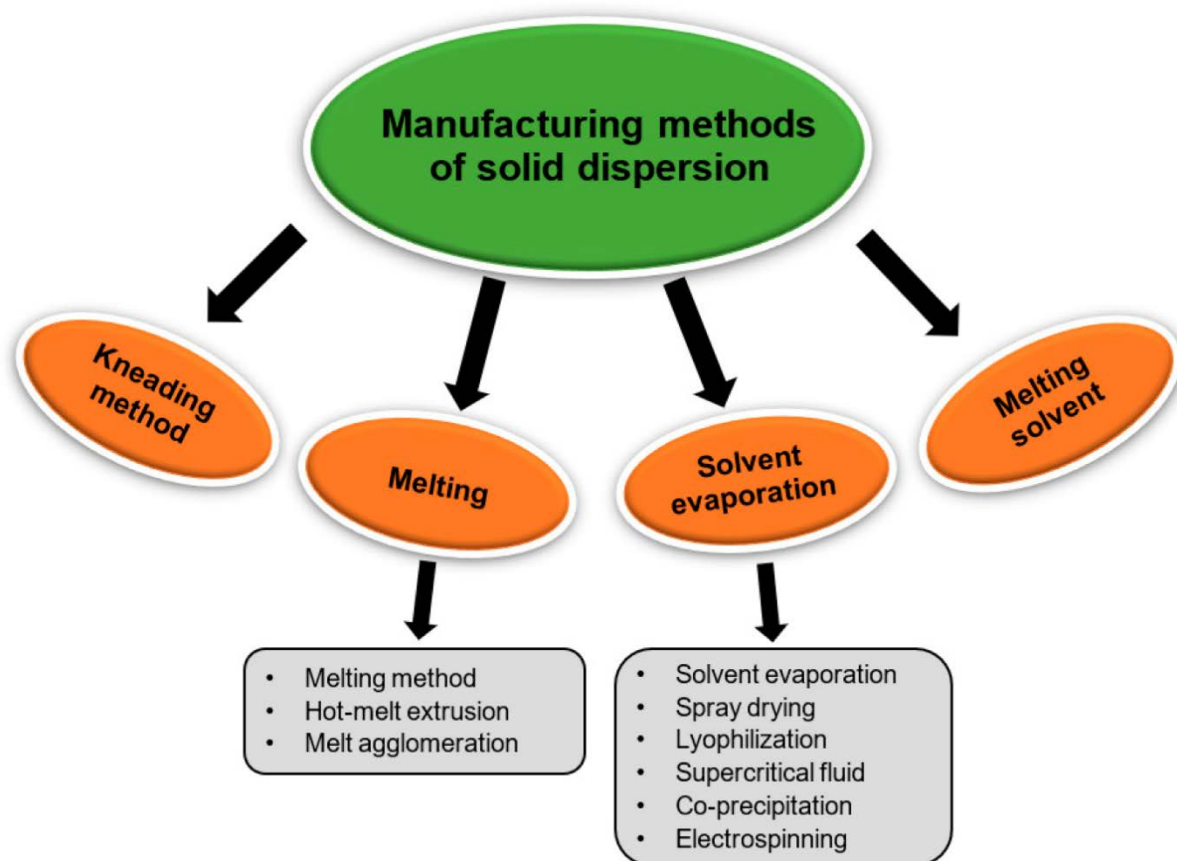 Manufacturing methods
of solid dispersion
Kneading
method
Melting
Solvent
evaporation
Melting
solvent
• Melting method
• Hot-melt extrusion
• Melt agglomeration
• Solvent evaporation
• Spray drying
• Lyophilization
• Supercritical fluid
• Co-precipitation
• Electrospinning